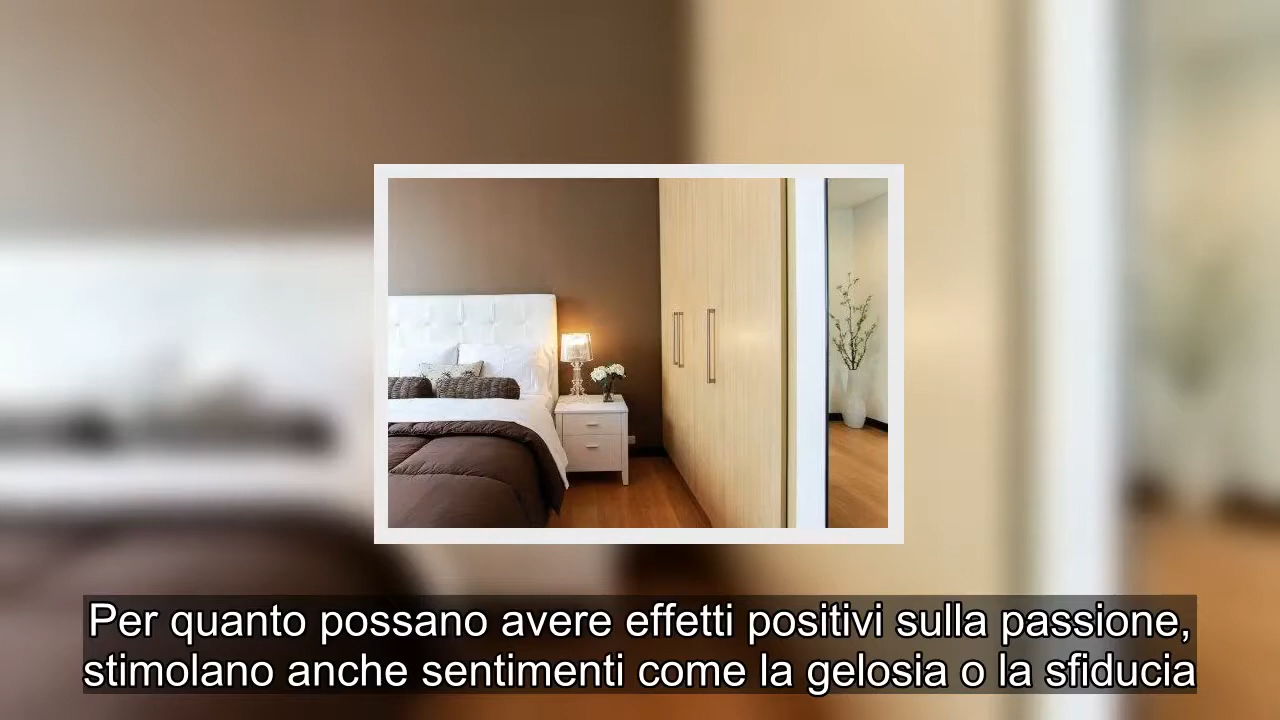 Per quanto possano avere effetti positivi sulla passione,
stimolano anche sentimenti come la gelosia o la sfiducia